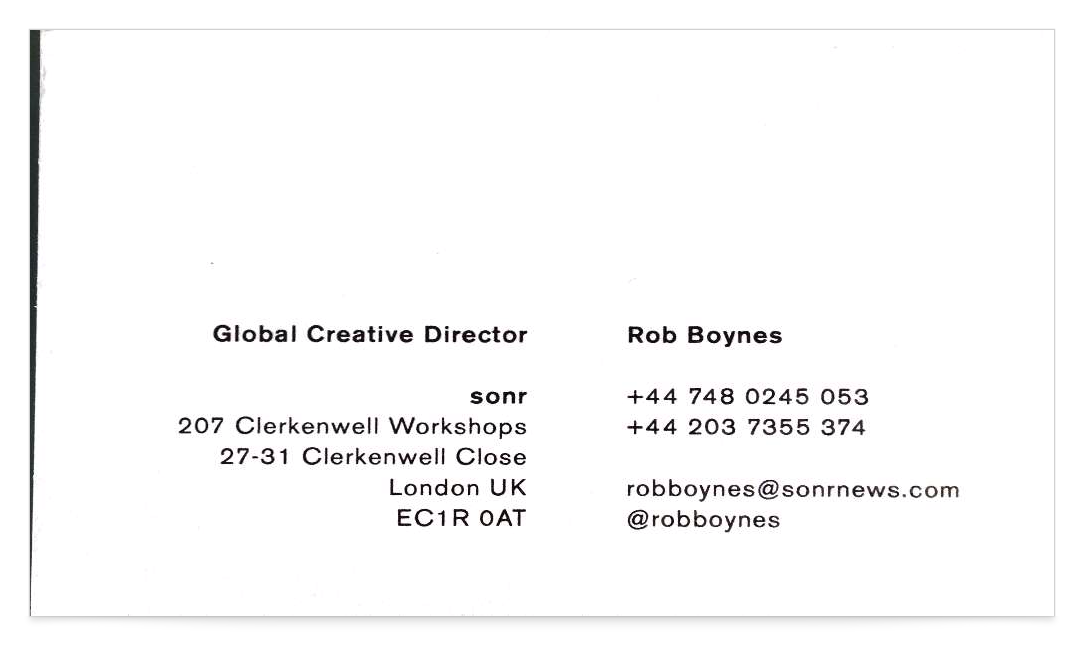 Global Creative Director
sonr
207 Clerkenwell Workshops
27-31 Clerkenwell Close
London UK
EC1R 0AT
Rob Boynes
+44 748 0245 053
+44 203 7355 374
robboynes@sonrnews.com
@robboynes